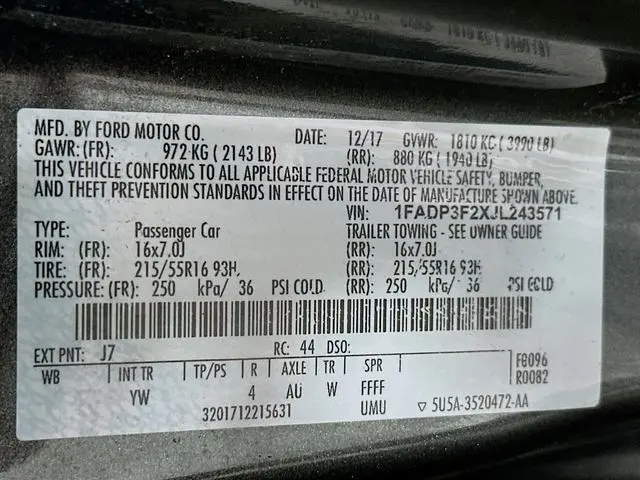 MFD. BY FORD MOTOR CO. DATE: 12/17 GVWR: 1810 KG ( 3990 LB)
GAWR: (FR): 972 KG ( 2143 LB) (RR): 880 KG ( 1940 LB)
THIS VEHICLE CONFORMS TO ALL APPLICABLE FEDERAL MOTOR VEHICLE SAFETY, BUMPER,
AND THEFT PREVENTION STANDARDS IN EFFECT ON THE DATE OF MANUFACTURE SHOWN ABOVE.
VIN: 1FADP3F2XJL243571
TYPE: Passenger Car TRAILER TOWING - SEE OWNER GUIDE
RIM: (FR) 16x7.0J (RR): 16x7.0J
TIRE: (FR) 215/55R16 93H, (RR): 215/55R16 93H
PRESSURE: (FR): 250 kPa/ 36 PSI COLD (RR): 250 kPa/ 36 PSI COLD
EXT PNT: J7 RC: 44 DSO: F8096
WB INT TR TP/PS R AXLE TR SPR R0082
YW 4 AU W FFFF
3201712215631 UMU ▽ 5U5A-3520472-AA